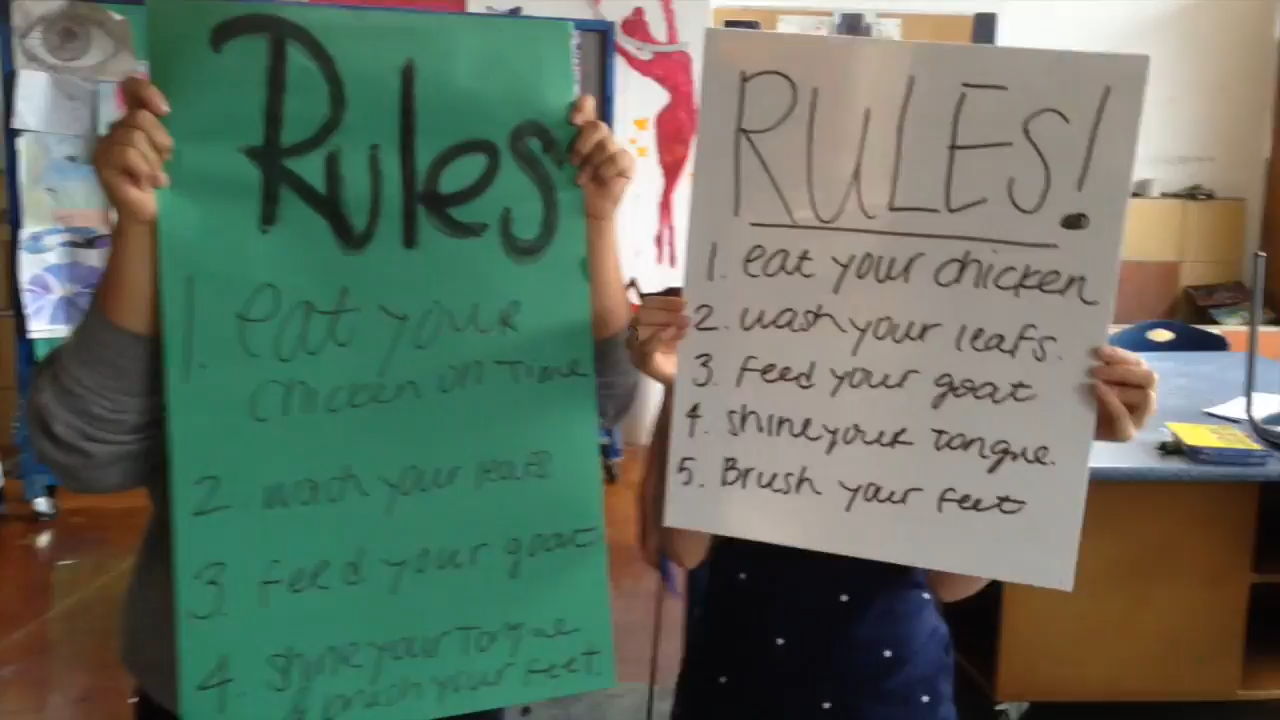 Rules
1. eat your
chicken on Time
2. wash your leafs
3. feed your goat
4. Shine your Tongue
& brush your feet.
RULES!
1. eat your chicken
2. wash your leafs.
3. feed your goat
4. shine your tongue.
5. Brush your feet